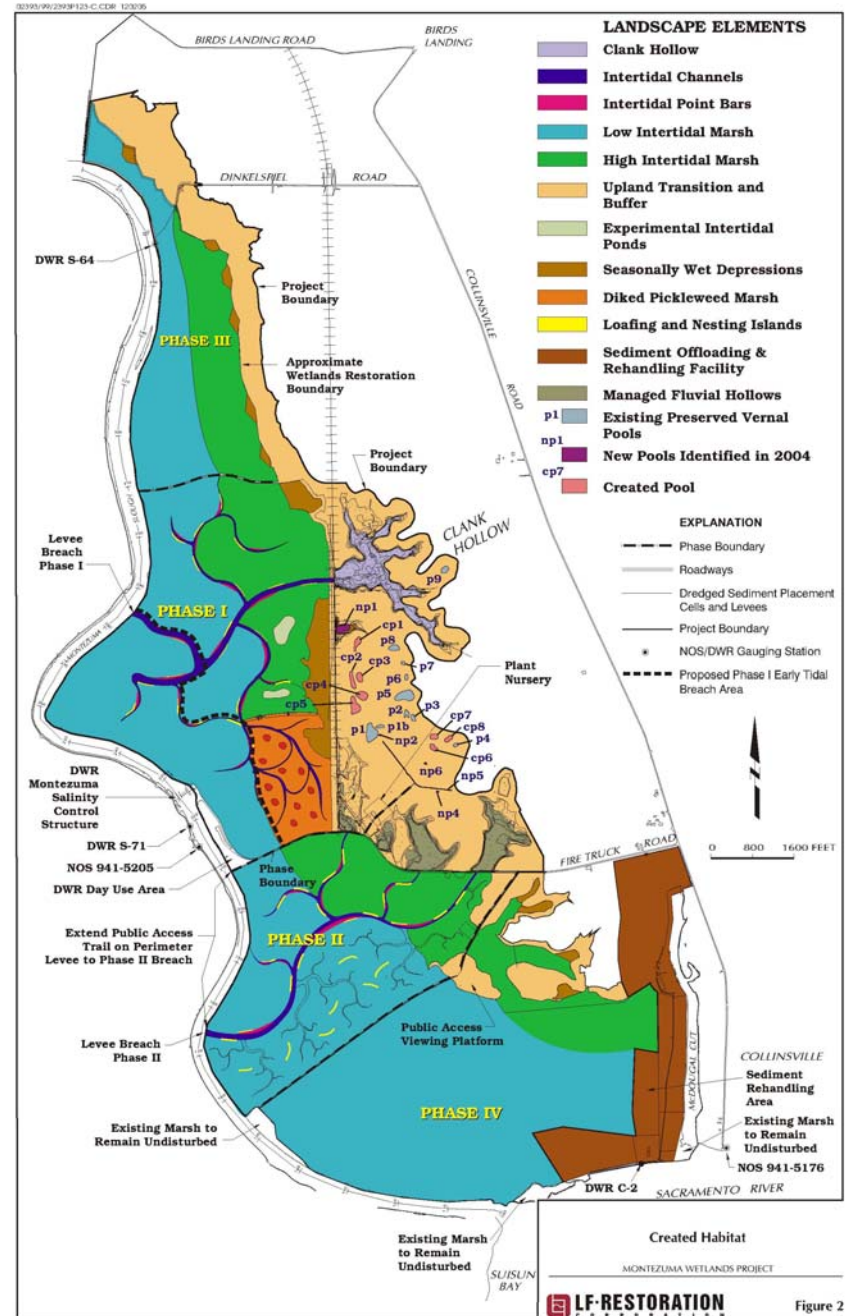 02393/99/2393P123-C.CDR 123205
BIRDS LANDING ROAD
BIRDS
LANDING
DINKELSPIEL ROAD
DWR S-64
Project
Boundary
PHASE III
Approximate
Wetlands Restoration
Boundary
COLLINSVILLE
ROAD
Project
Boundary
CLANK
HOLLOW
SLOUGH
MONTEZUMA
Levee
Breach
Phase I
PHASE I
p9
np1
cp1
p8
cp2
cp3
p7
p6
cp4
p5
cp5
p2
p3
p1
p1b
np2
cp7
cp8
p4
cp6
np6
np5
np4
Plant
Nursery
DWR
Montezuma
Salinity
Control
Structure
DWR S-71
NOS 941-5205
DWR Day Use Area
Phase
Boundary
FIRE TRUCK ROAD
Extend Public Access
Trail on Perimeter
Levee to Phase II Breach
PHASE II
Levee Breach
Phase II
Public Access
Viewing Platform
PHASE IV
Existing Marsh to
Remain Undisturbed
McDOUGAL CUT
COLLINSVILLE
Sediment
Rehandling
Area
Existing Marsh
to Remain
Undisturbed
NOS 941-5176
DWR C-2
SACRAMENTO RIVER
Existing Marsh
to Remain
Undisturbed
SUISUN
BAY
LANDSCAPE ELEMENTS
Clank Hollow
Intertidal Channels
Intertidal Point Bars
Low Intertidal Marsh
High Intertidal Marsh
Upland Transition and
Buffer
Experimental Intertidal
Ponds
Seasonally Wet Depressions
Diked Pickleweed Marsh
Loafing and Nesting Islands
Sediment Offloading &
Rehandling Facility
Managed Fluvial Hollows
p1 Existing Preserved Vernal
Pools
np1 New Pools Identified in 2004
cp7 Created Pool
EXPLANATION
Phase Boundary
Roadways
Dredged Sediment Placement
Cells and Levees
Project Boundary
NOS/DWR Gauging Station
Proposed Phase I Early Tidal
Breach Area
N
0 800 1600 FEET
Created Habitat
MONTEZUMA WETLANDS PROJECT
LF·RESTORATION
CORPORATION
Figure 2